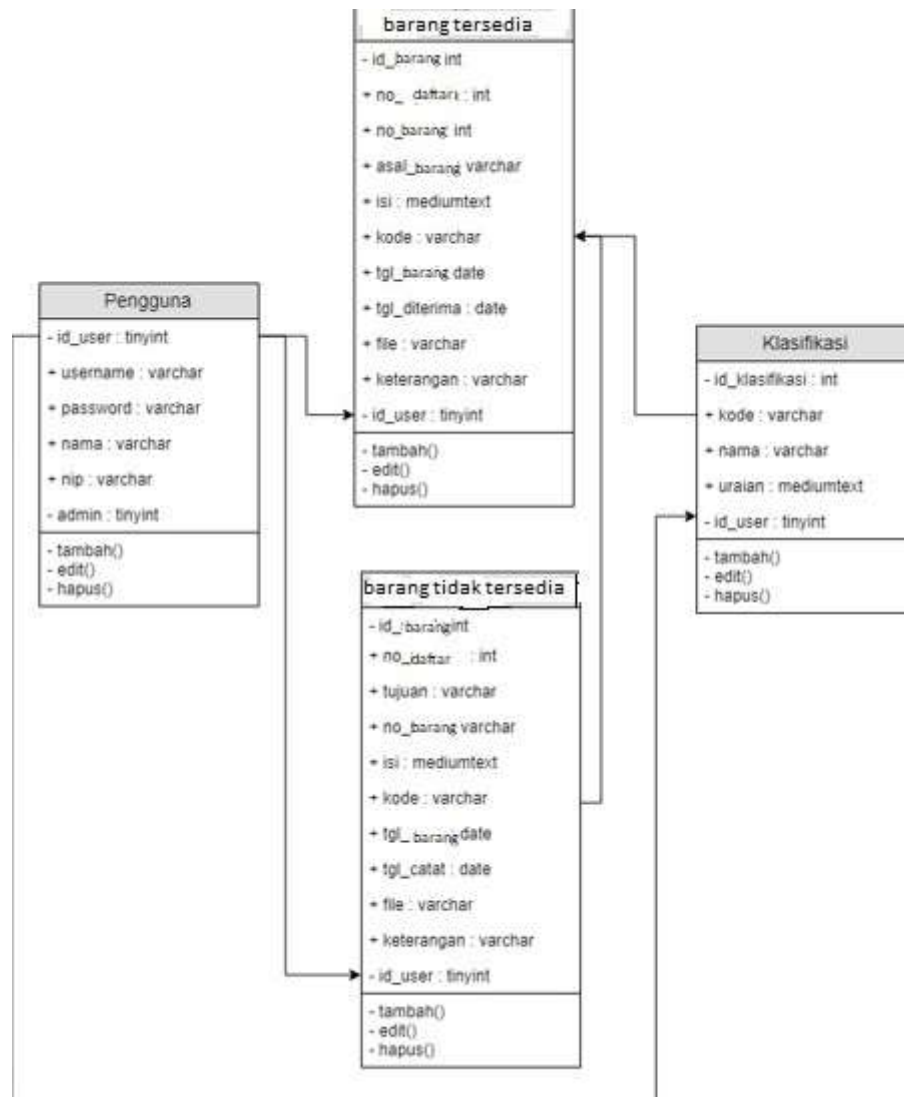 barang tersedia
- id_barang int
+ no_ daftar : int
+ no_barang int
+ asal_barang varchar
+ isi : mediumtext
+ kode : varchar
+ tgl_barang date
+ tgl_diterima : date
+ file : varchar
+ keterangan : varchar
- id_user : tinyint
- tambah()
- edit()
- hapus()
Pengguna
- id_user : tinyint
+ username : varchar
+ password : varchar
+ nama : varchar
+ nip : varchar
- admin : tinyint
- tambah()
- edit()
- hapus()
Klasifikasi
- id_klasifikasi : int
+ kode : varchar
+ nama : varchar
+ uraian : mediumtext
- id_user : tinyint
- tambah()
- edit()
- hapus()
barang tidak tersedia
- id_barang int
+ no_daftar : int
+ tujuan : varchar
+ no_barang varchar
+ isi : mediumtext
+ kode : varchar
+ tgl_barang date
+ tgl_catat : date
+ file : varchar
+ keterangan : varchar
- id_user : tinyint
- tambah()
- edit()
- hapus()